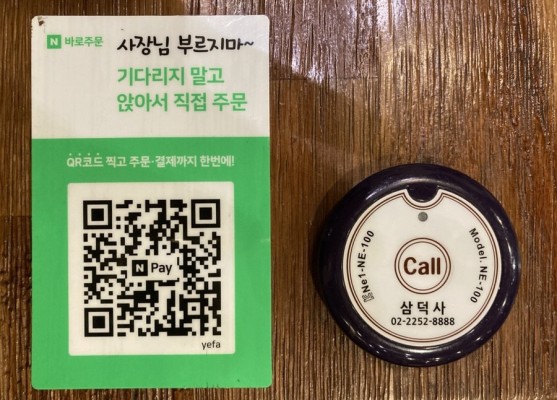 N 바로주문
사장님 부르지마~
기다리지 말고
앉아서 직접 주문
QR코드 찍고 주문·결제까지 한번에!
N Pay
yefa
Ne1-NE-100
Model. NE-100
Call
삼덕사
02-2252-8888